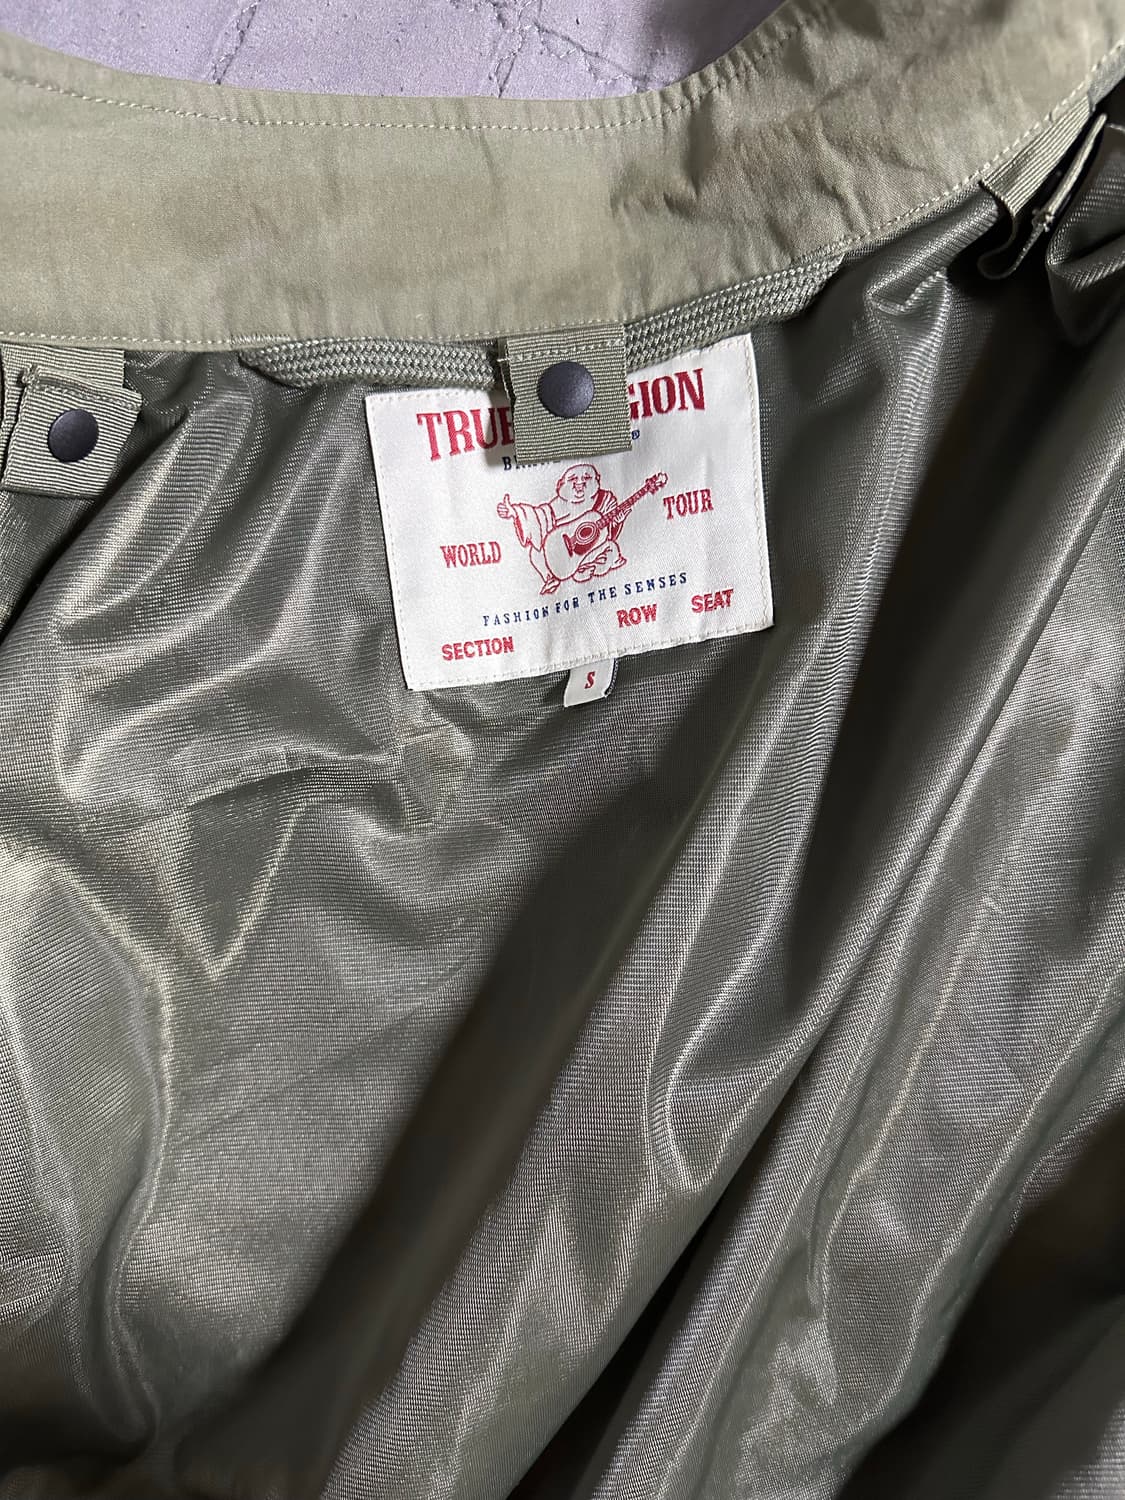 TRUE GION
®
WORLD TOUR
FASHION FOR THE SENSES
SECTION ROW SEAT
S